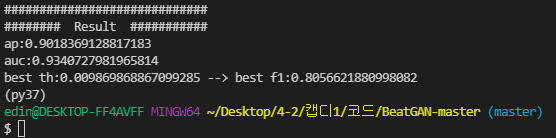 ############################
######## Result ###########
ap:0.9018369128817183
auc:0.9340727981965814
best th:0.009869868867099285 --> best f1:0.8056621880998082
(py37)
edin@DESKTOP-FF4AVFF MINGW64 ~/Desktop/4-2/캡디1/코드/BeatGAN-master (master)
$